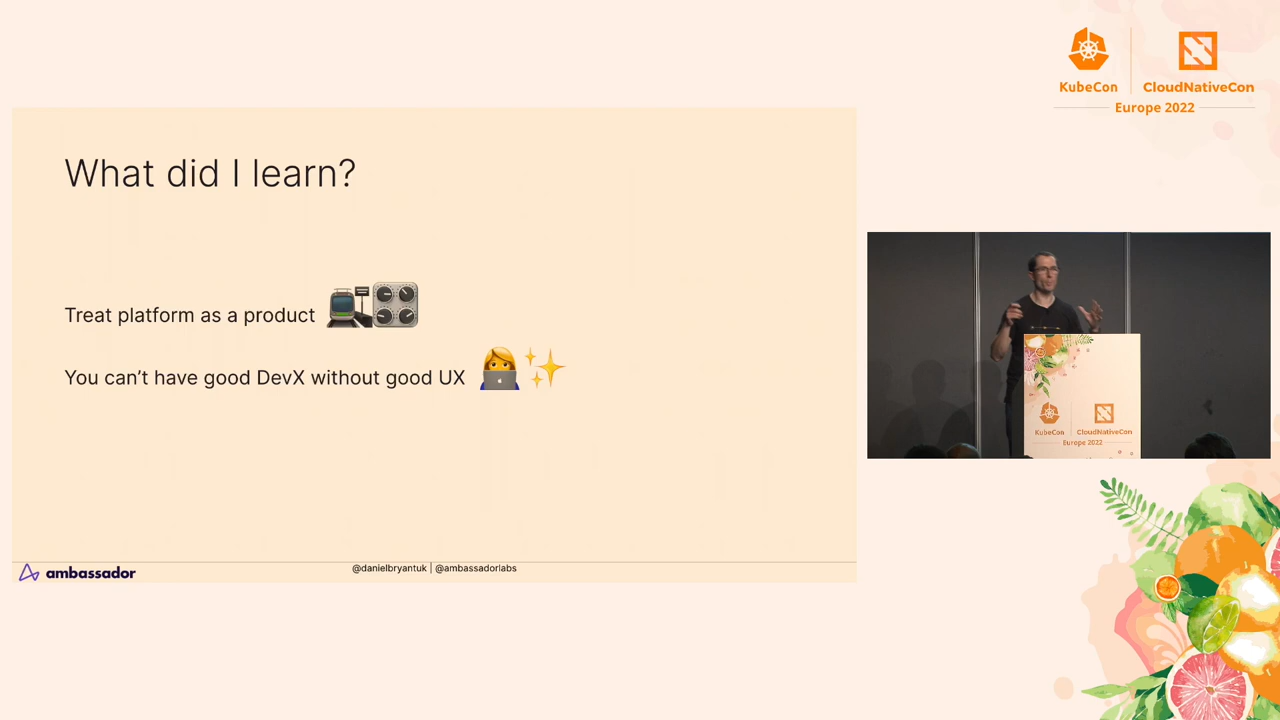 KubeCon
CloudNativeCon
Europe 2022
What did I learn?
Treat platform as a product
You can’t have good DevX without good UX
ambassador
@danielbryantuk | @ambassadorlabs
KubeCon
CloudNativeCon
Europe 2022